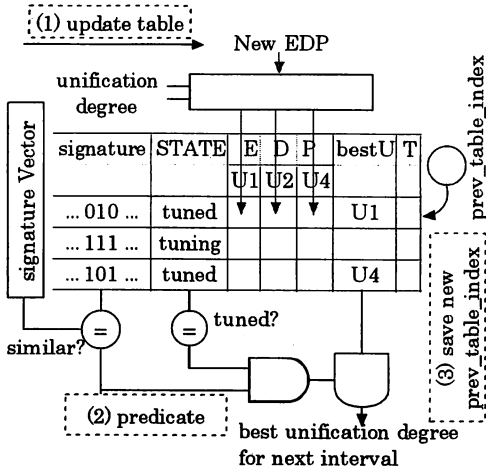 (1) update table
New EDP
unification
degree
signature Vector
signature STATE E D P bestU T
U1 U2 U4
... 010 ... tuned U1
... 111 ... tuning
... 101 ... tuned U4
prev_table_index
= =
similar? tuned?
(2) predicate
(3) save new
prev_table_index
best unification degree
for next interval